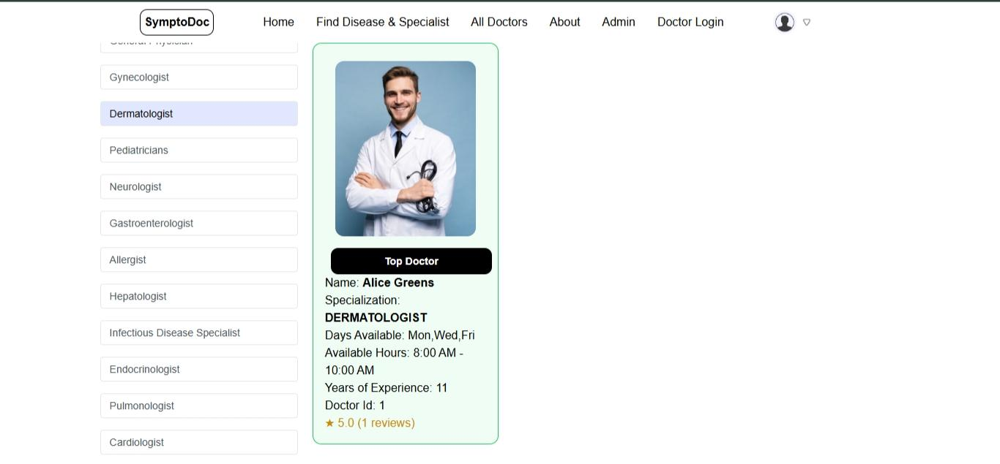 SymptoDoc
Home
Find Disease & Specialist
All Doctors
About
Admin
Doctor Login
General Physician
Gynecologist
Dermatologist
Pediatricians
Neurologist
Gastroenterologist
Allergist
Hepatologist
Infectious Disease Specialist
Endocrinologist
Pulmonologist
Cardiologist
Top Doctor
Name: Alice Greens
Specialization:
DERMATOLOGIST
Days Available: Mon,Wed,Fri
Available Hours: 8:00 AM -
10:00 AM
Years of Experience: 11
Doctor Id: 1
★ 5.0 (1 reviews)